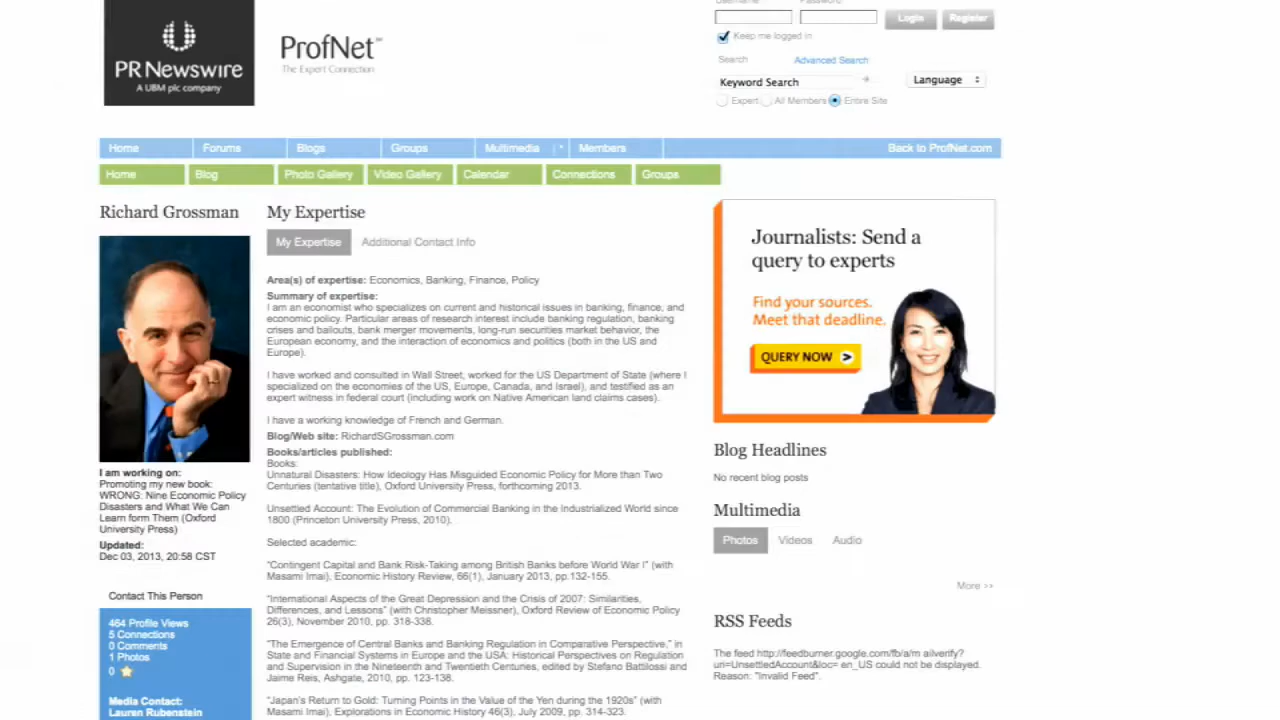 Login
Register
PR Newswire
A UBM plc company
ProfNet™
The Expert Connection
Keep me logged in
Search
Advanced Search
Keyword Search
Language
Expert
All Members
Entire Site
Home
Forums
Blogs
Groups
Multimedia
Members
Back to ProfNet.com
Home
Blog
Photo Gallery
Video Gallery
Calendar
Connections
Groups
Richard Grossman
I am working on:
Promoting my new book:
WRONG: Nine Economic Policy
Disasters and What We Can
Learn form Them (Oxford
University Press)
Updated:
Dec 03, 2013, 20:58 CST
Contact This Person
464 Profile Views
5 Connections
0 Comments
1 Photos
0
Media Contact:
Lauren Rubenstein
My Expertise
My Expertise
Additional Contact Info
Area(s) of expertise: Economics, Banking, Finance, Policy
Summary of expertise:
I am an economist who specializes on current and historical issues in banking, finance, and
economic policy. Particular areas of research interest include banking regulation, banking
crises and bailouts, bank merger movements, long-run securities market behavior, the
European economy, and the interaction of economics and politics (both in the US and
Europe).
I have worked and consulted in Wall Street, worked for the US Department of State (where I
specialized on the economies of the US, Europe, Canada, and Israel), and testified as an
expert witness in federal court (including work on Native American land claims cases).
I have a working knowledge of French and German.
Blog/Web site: RichardSGrossman.com
Books/articles published:
Books:
Unnatural Disasters: How Ideology Has Misguided Economic Policy for More than Two
Centuries (tentative title), Oxford University Press, forthcoming 2013.
Unsettled Account: The Evolution of Commercial Banking in the Industrialized World since
1800 (Princeton University Press, 2010).
Selected academic:
"Contingent Capital and Bank Risk-Taking among British Banks before World War I" (with
Masami Imai), Economic History Review, 66(1), January 2013, pp.132-155.
"International Aspects of the Great Depression and the Crisis of 2007: Similarities,
Differences, and Lessons" (with Christopher Meissner), Oxford Review of Economic Policy
26(3), November 2010, pp. 318-338.
"The Emergence of Central Banks and Banking Regulation in Comparative Perspective," in
State and Financial Systems in Europe and the USA: Historical Perspectives on Regulation
and Supervision in the Nineteenth and Twentieth Centuries, edited by Stefano Battilossi and
Jaime Reis, Ashgate, 2010, pp. 123-138.
"Japan's Return to Gold: Turning Points in the Value of the Yen during the 1920s" (with
Masami Imai), Explorations in Economic History 46(3), July 2009, pp. 314-323.
Journalists: Send a
query to experts
Find your sources.
Meet that deadline.
QUERY NOW >
Blog Headlines
No recent blog posts
Multimedia
Photos
Videos
Audio
More >>
RSS Feeds
The feed http://feedburner.google.com/fb/a/m ailverify?
uri=UnsettledAccount&loc= en_US could not be displayed.
Reason: "Invalid Feed".